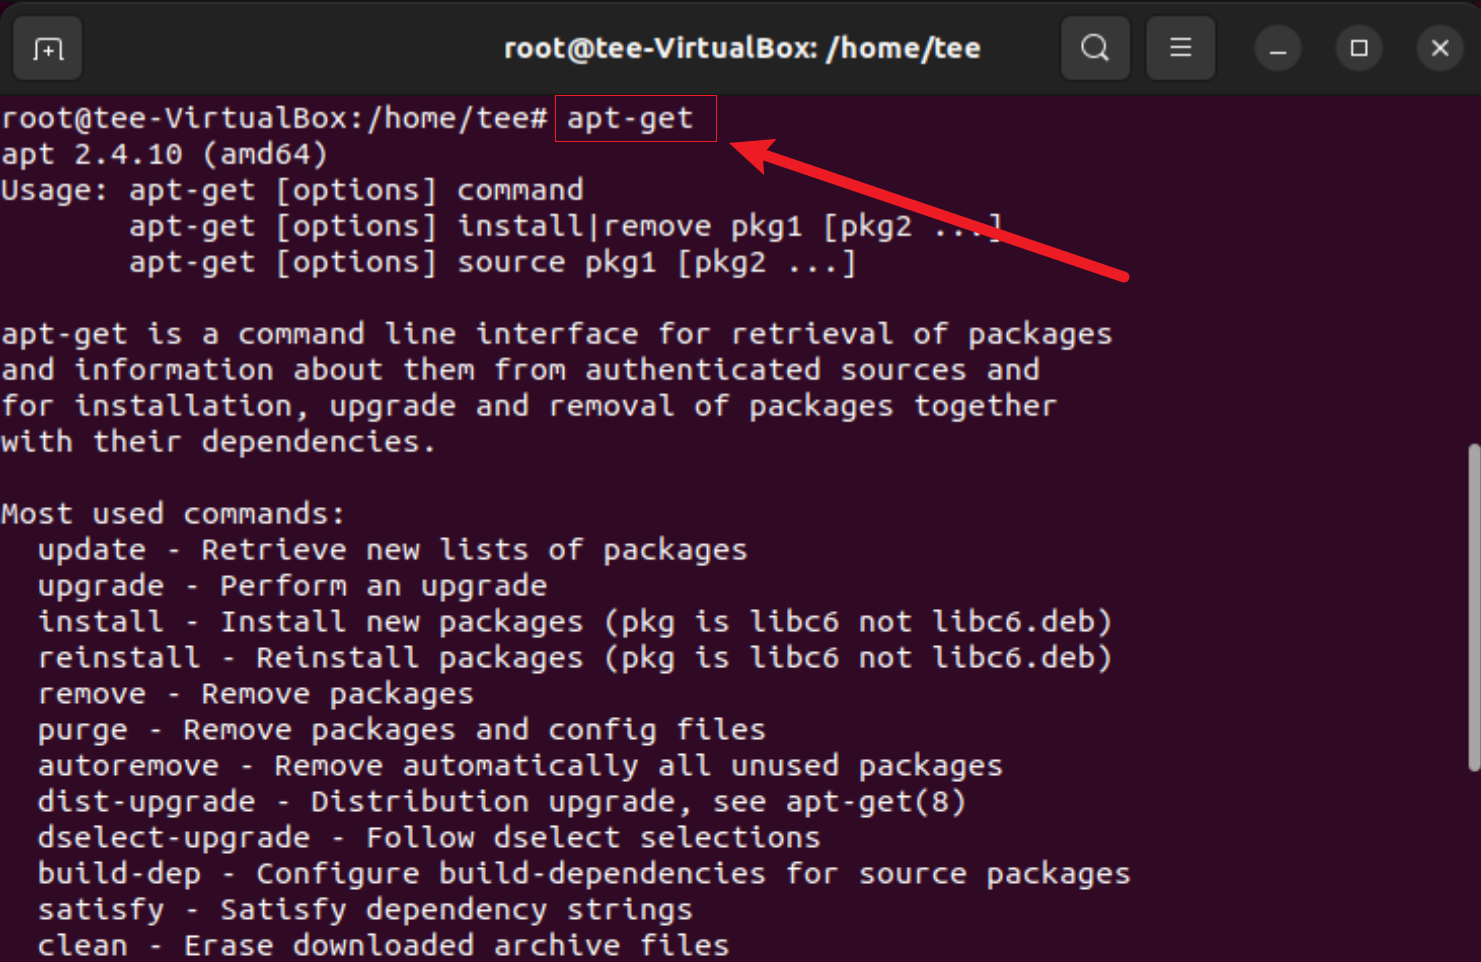 root@tee-VirtualBox: /home/tee
root@tee-VirtualBox:/home/tee# apt-get
apt 2.4.10 (amd64)
Usage: apt-get [options] command
       apt-get [options] install|remove pkg1 [pkg2 ...]
       apt-get [options] source pkg1 [pkg2 ...]

apt-get is a command line interface for retrieval of packages
and information about them from authenticated sources and
for installation, upgrade and removal of packages together
with their dependencies.

Most used commands:
  update - Retrieve new lists of packages
  upgrade - Perform an upgrade
  install - Install new packages (pkg is libc6 not libc6.deb)
  reinstall - Reinstall packages (pkg is libc6 not libc6.deb)
  remove - Remove packages
  purge - Remove packages and config files
  autoremove - Remove automatically all unused packages
  dist-upgrade - Distribution upgrade, see apt-get(8)
  dselect-upgrade - Follow dselect selections
  build-dep - Configure build-dependencies for source packages
  satisfy - Satisfy dependency strings
  clean - Erase downloaded archive files